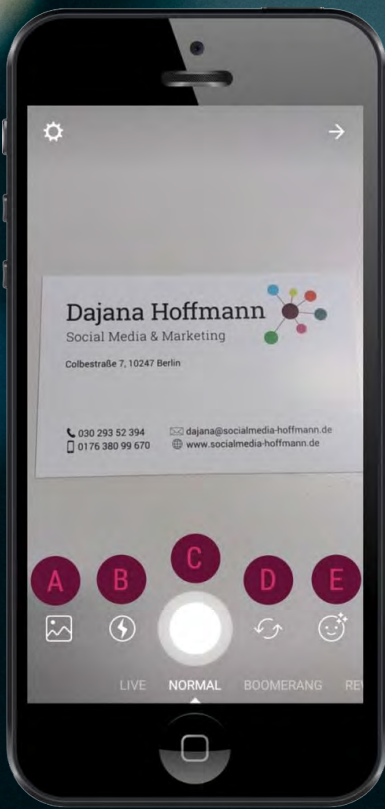 Dajana Hoffmann
Social Media & Marketing
Colbestraße 7, 10247 Berlin
030 293 52 394
dajana@socialmedia-hoffmann.de
0176 380 99 670
www.socialmedia-hoffmann.de
A
B
C
D
E
LIVE NORMAL BOOMERANG REV